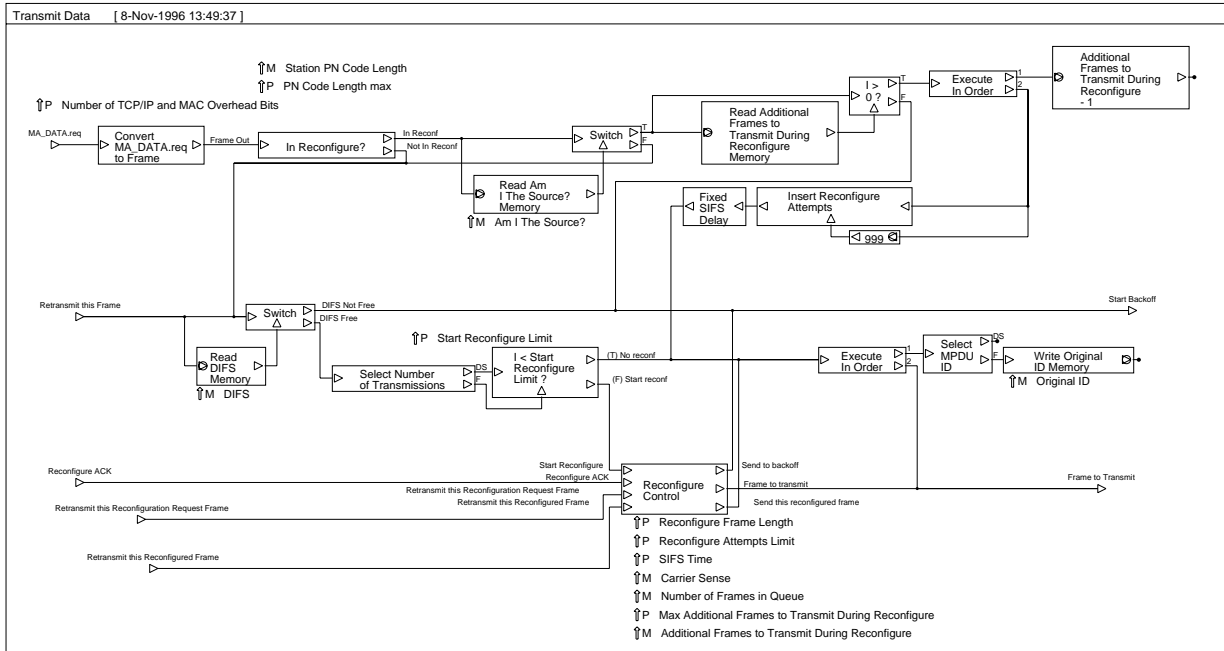 Transmit Data [ 8-Nov-1996 13:49:37 ]
⇧M Station PN Code Length
⇧P PN Code Length max
⇧P Number of TCP/IP and MAC Overhead Bits
MA_DATA.req
Convert
MA_DATA.req
to Frame
Frame Out
In Reconfigure?
In Reconf
Not In Reconf
Read Am
I The Source?
Memory
⇧M Am I The Source?
Switch
T
F
Read Additional
Frames to
Transmit During
Reconfigure
Memory
I >
0 ?
T
F
Execute
In Order
1
2
Additional
Frames to
Transmit During
Reconfigure
- 1
Fixed
SIFS
Delay
Insert Reconfigure
Attempts
999
Retransmit this Frame
Switch
DIFS Not Free
DIFS Free
Start Backoff
Read
DIFS
Memory
⇧M DIFS
Select Number
of Transmissions
DS
F
⇧P Start Reconfigure Limit
I < Start
Reconfigure
Limit ?
(T) No reconf
(F) Start reconf
Execute
In Order
1
2
Select
MPDU
ID
DS
F
Write Original
ID Memory
⇧M Original ID
Reconfigure ACK
Retransmit this Reconfiguration Request Frame
Retransmit this Reconfigured Frame
Start Reconfigure
Reconfigure ACK
Retransmit this Reconfiguration Request Frame
Retransmit this Reconfigured Frame
Reconfigure
Control
Send to backoff
Frame to transmit
Send this reconfigured frame
Frame to Transmit
⇧P Reconfigure Frame Length
⇧P Reconfigure Attempts Limit
⇧P SIFS Time
⇧M Carrier Sense
⇧M Number of Frames in Queue
⇧P Max Additional Frames to Transmit During Reconfigure
⇧M Additional Frames to Transmit During Reconfigure